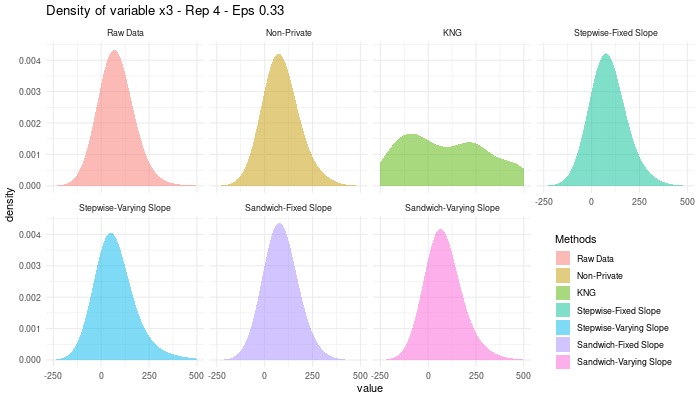 Density of variable x3 - Rep 4 - Eps 0.33
Raw Data
Non-Private
KNG
Stepwise-Fixed Slope
0.004
0.003
0.002
0.001
0.000
-250
0
250
500
density
Stepwise-Varying Slope
Sandwich-Fixed Slope
Sandwich-Varying Slope
0.004
0.003
0.002
0.001
0.000
-250
0
250
500
-250
0
250
500
-250
0
250
500
value
Methods
Raw Data
Non-Private
KNG
Stepwise-Fixed Slope
Stepwise-Varying Slope
Sandwich-Fixed Slope
Sandwich-Varying Slope